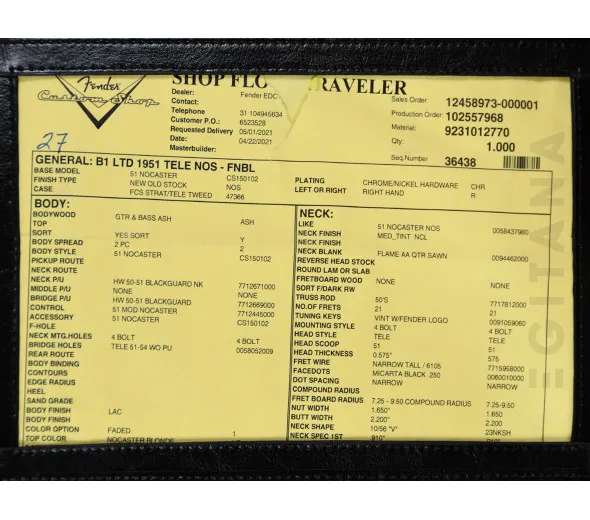 Fender
Custom Shop
SHOP FLO TRAVELER
27
Dealer: Fender EDC
Contact:
Telephone 31 104945634
Customer P.O. 6523528
Requested Delivery 05/01/2021
Date: 04/22/2021
Masterbuilder:
Sales Order: 12458973-000001
Production Order: 102557968
Material: 9231012770
Qty: 1.000
Seq.Number 36438
GENERAL: B1 LTD 1951 TELE NOS - FNBL
BASE MODEL 51 NOCASTER CS150102
FINISH TYPE NEW OLD STOCK NOS
CASE FCS STRAT/TELE TWEED 47366
PLATING CHROME/NICKEL HARDWARE CHR
LEFT OR RIGHT RIGHT HAND R
BODY:
BODYWOOD GTR & BASS ASH ASH
TOP
SORT YES SORT Y
BODY SPREAD 2 PC 2
BODY STYLE 51 NOCASTER CS150102
PICKUP ROUTE
NECK ROUTE
NECK P/U HW 50-51 BLACKGUARD NK 7712671000
MIDDLE P/U NONE NONE
BRIDGE P/U HW 50-51 BLACKGUARD 7712669000
CONTROL 51 MOD NOCASTER 7712445000
ACCESSORY 51 NOCASTER CS150102
F-HOLE
NECK MTG.HOLES 4 BOLT 4 BOLT
BRIDGE HOLES TELE 51-54 WO PU 0058052009
REAR ROUTE
BODY BINDING
CONTOURS
EDGE RADIUS
HEEL
SAND GRADE
BODY FINISH
BODY FINISH LAC
COLOR OPTION FADED 1
TOP COLOR NOCASTER BLONDE
NECK:
LIKE 51 NOCASTER NOS 0058437980
NECK FINISH MED_TINT NCL
NECK FINISH
NECK BLANK FLAME AA QTR SAWN 0094462000
REVERSE HEAD STOCK
ROUND LAM OR SLAB
FRETBOARD WOOD NONE NONE
SORT F/DARK RW
TRUSS ROD 50'S 7717812000
NO.OF FRETS 21 21
TUNING KEYS VINT W/FENDER LOGO 0091059060
MOUNTING STYLE 4 BOLT 4 BOLT
HEAD STYLE TELE TELE
HEAD SCOOP 51 51
HEAD THICKNESS 0.575" 575
FRET WIRE NARROW TALL / 6105 7715958000
FACEDOTS MICARTA BLACK .250 0060010000
DOT SPACING NARROW NARROW
COMPOUND RADIUS
FRET BOARD RADIUS 7.25 - 9.50 COMPOUND RADIUS 7.25-9.50
NUT WIDTH 1.650" 1.650
BUTT WIDTH 2.200" 2.200
NECK SHAPE 10/56 "V" 23NKSH
NECK SPEC 1ST .910"
EGITANA